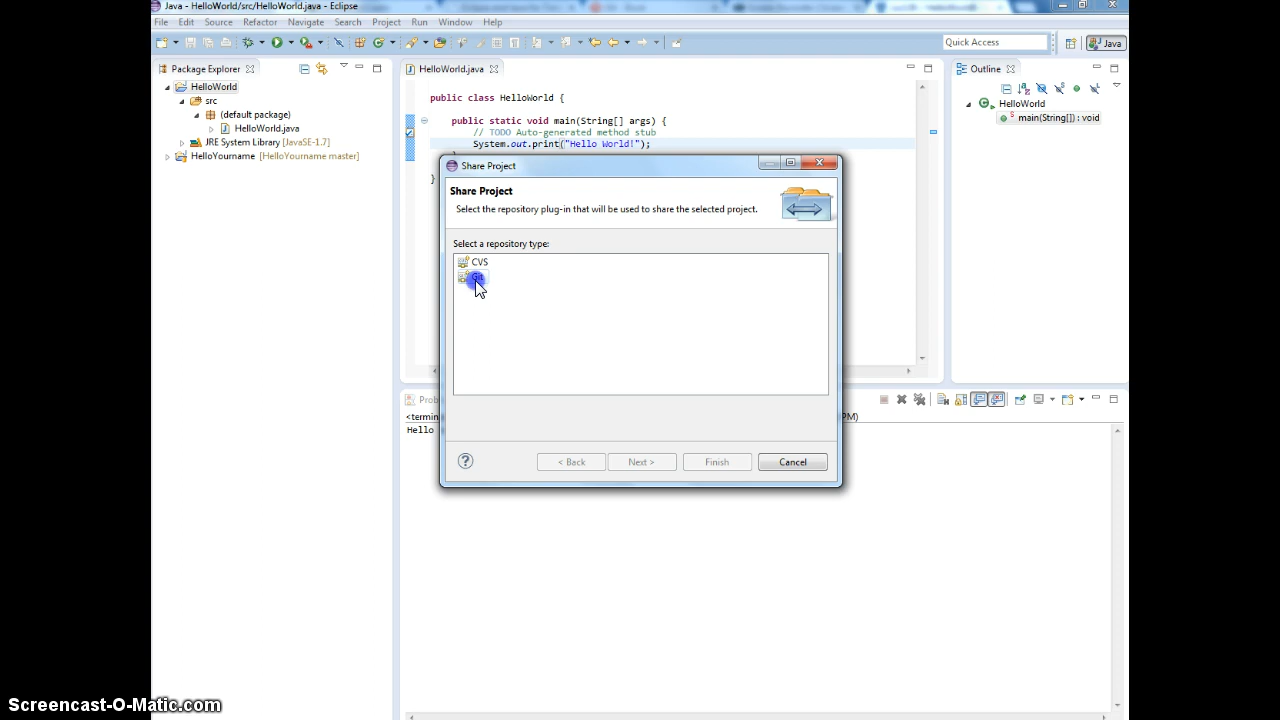 Java - HelloWorld/src/HelloWorld.java - Eclipse
File Edit Source Refactor Navigate Search Project Run Window Help
Quick Access
Java
Package Explorer
HelloWorld
src
(default package)
HelloWorld.java
JRE System Library [JavaSE-1.7]
HelloYourname [HelloYourname master]
HelloWorld.java
public class HelloWorld {
public static void main(String[] args) {
// TODO Auto-generated method stub
System.out.print("Hello World!");
}
Outline
HelloWorld
main(String[]) : void
Share Project
Share Project
Select the repository plug-in that will be used to share the selected project.
Select a repository type:
CVS
Git
< Back
Next >
Finish
Cancel
PM)
Hello
Screencast-O-Matic.com